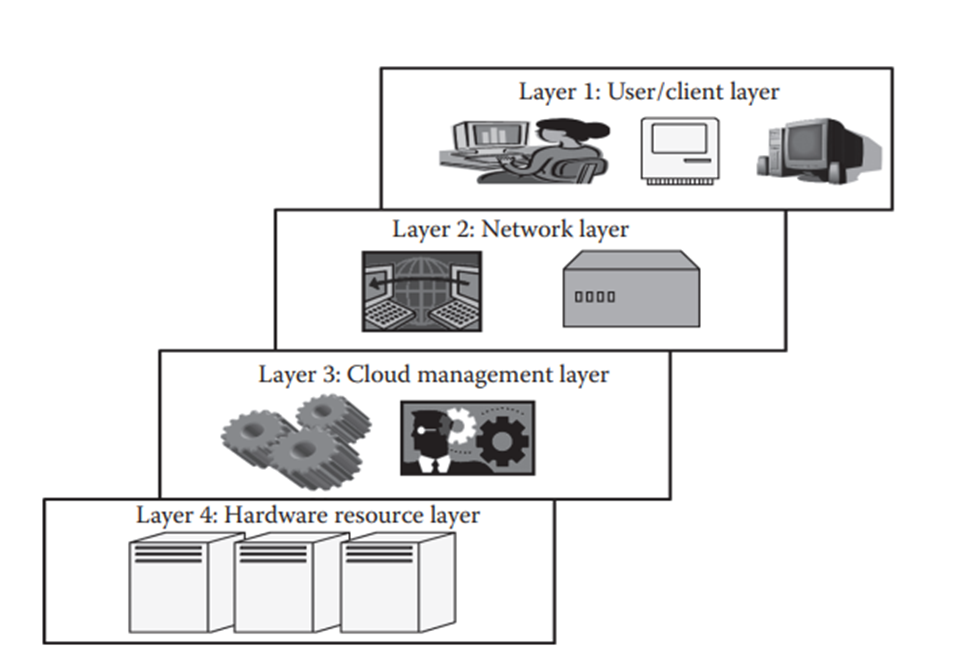 Layer 1: User/client layer
Layer 2: Network layer
Layer 3: Cloud management layer
Layer 4: Hardware resource layer